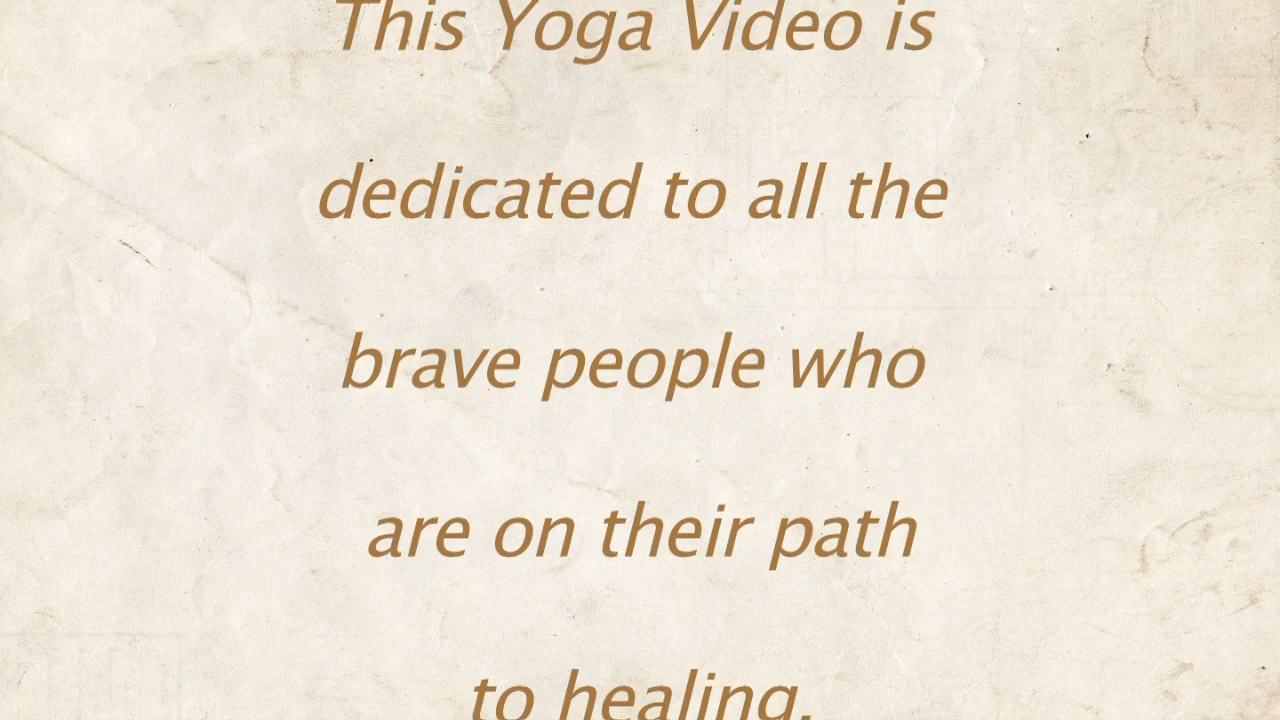 This Yoga Video is
dedicated to all the
brave people who
are on their path
to healing.